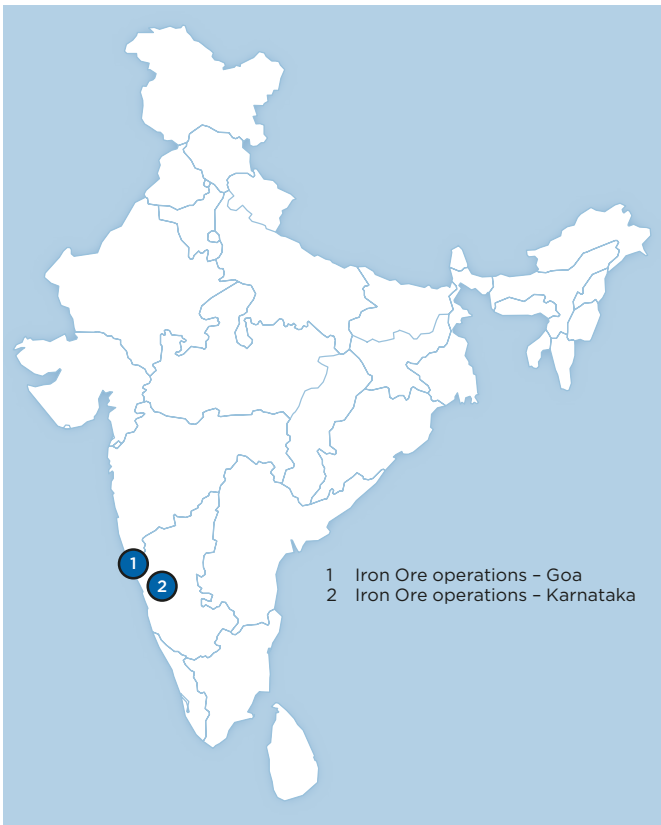 1
2
1 Iron Ore operations – Goa
2 Iron Ore operations – Karnataka